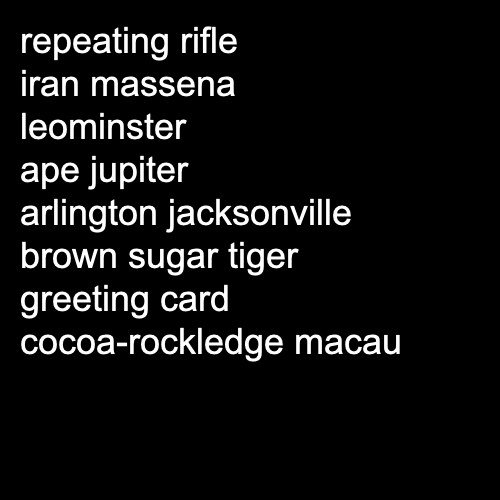 repeating rifle
iran massena
leominster
ape jupiter
arlington jacksonville
brown sugar tiger
greeting card
cocoa-rockledge macau